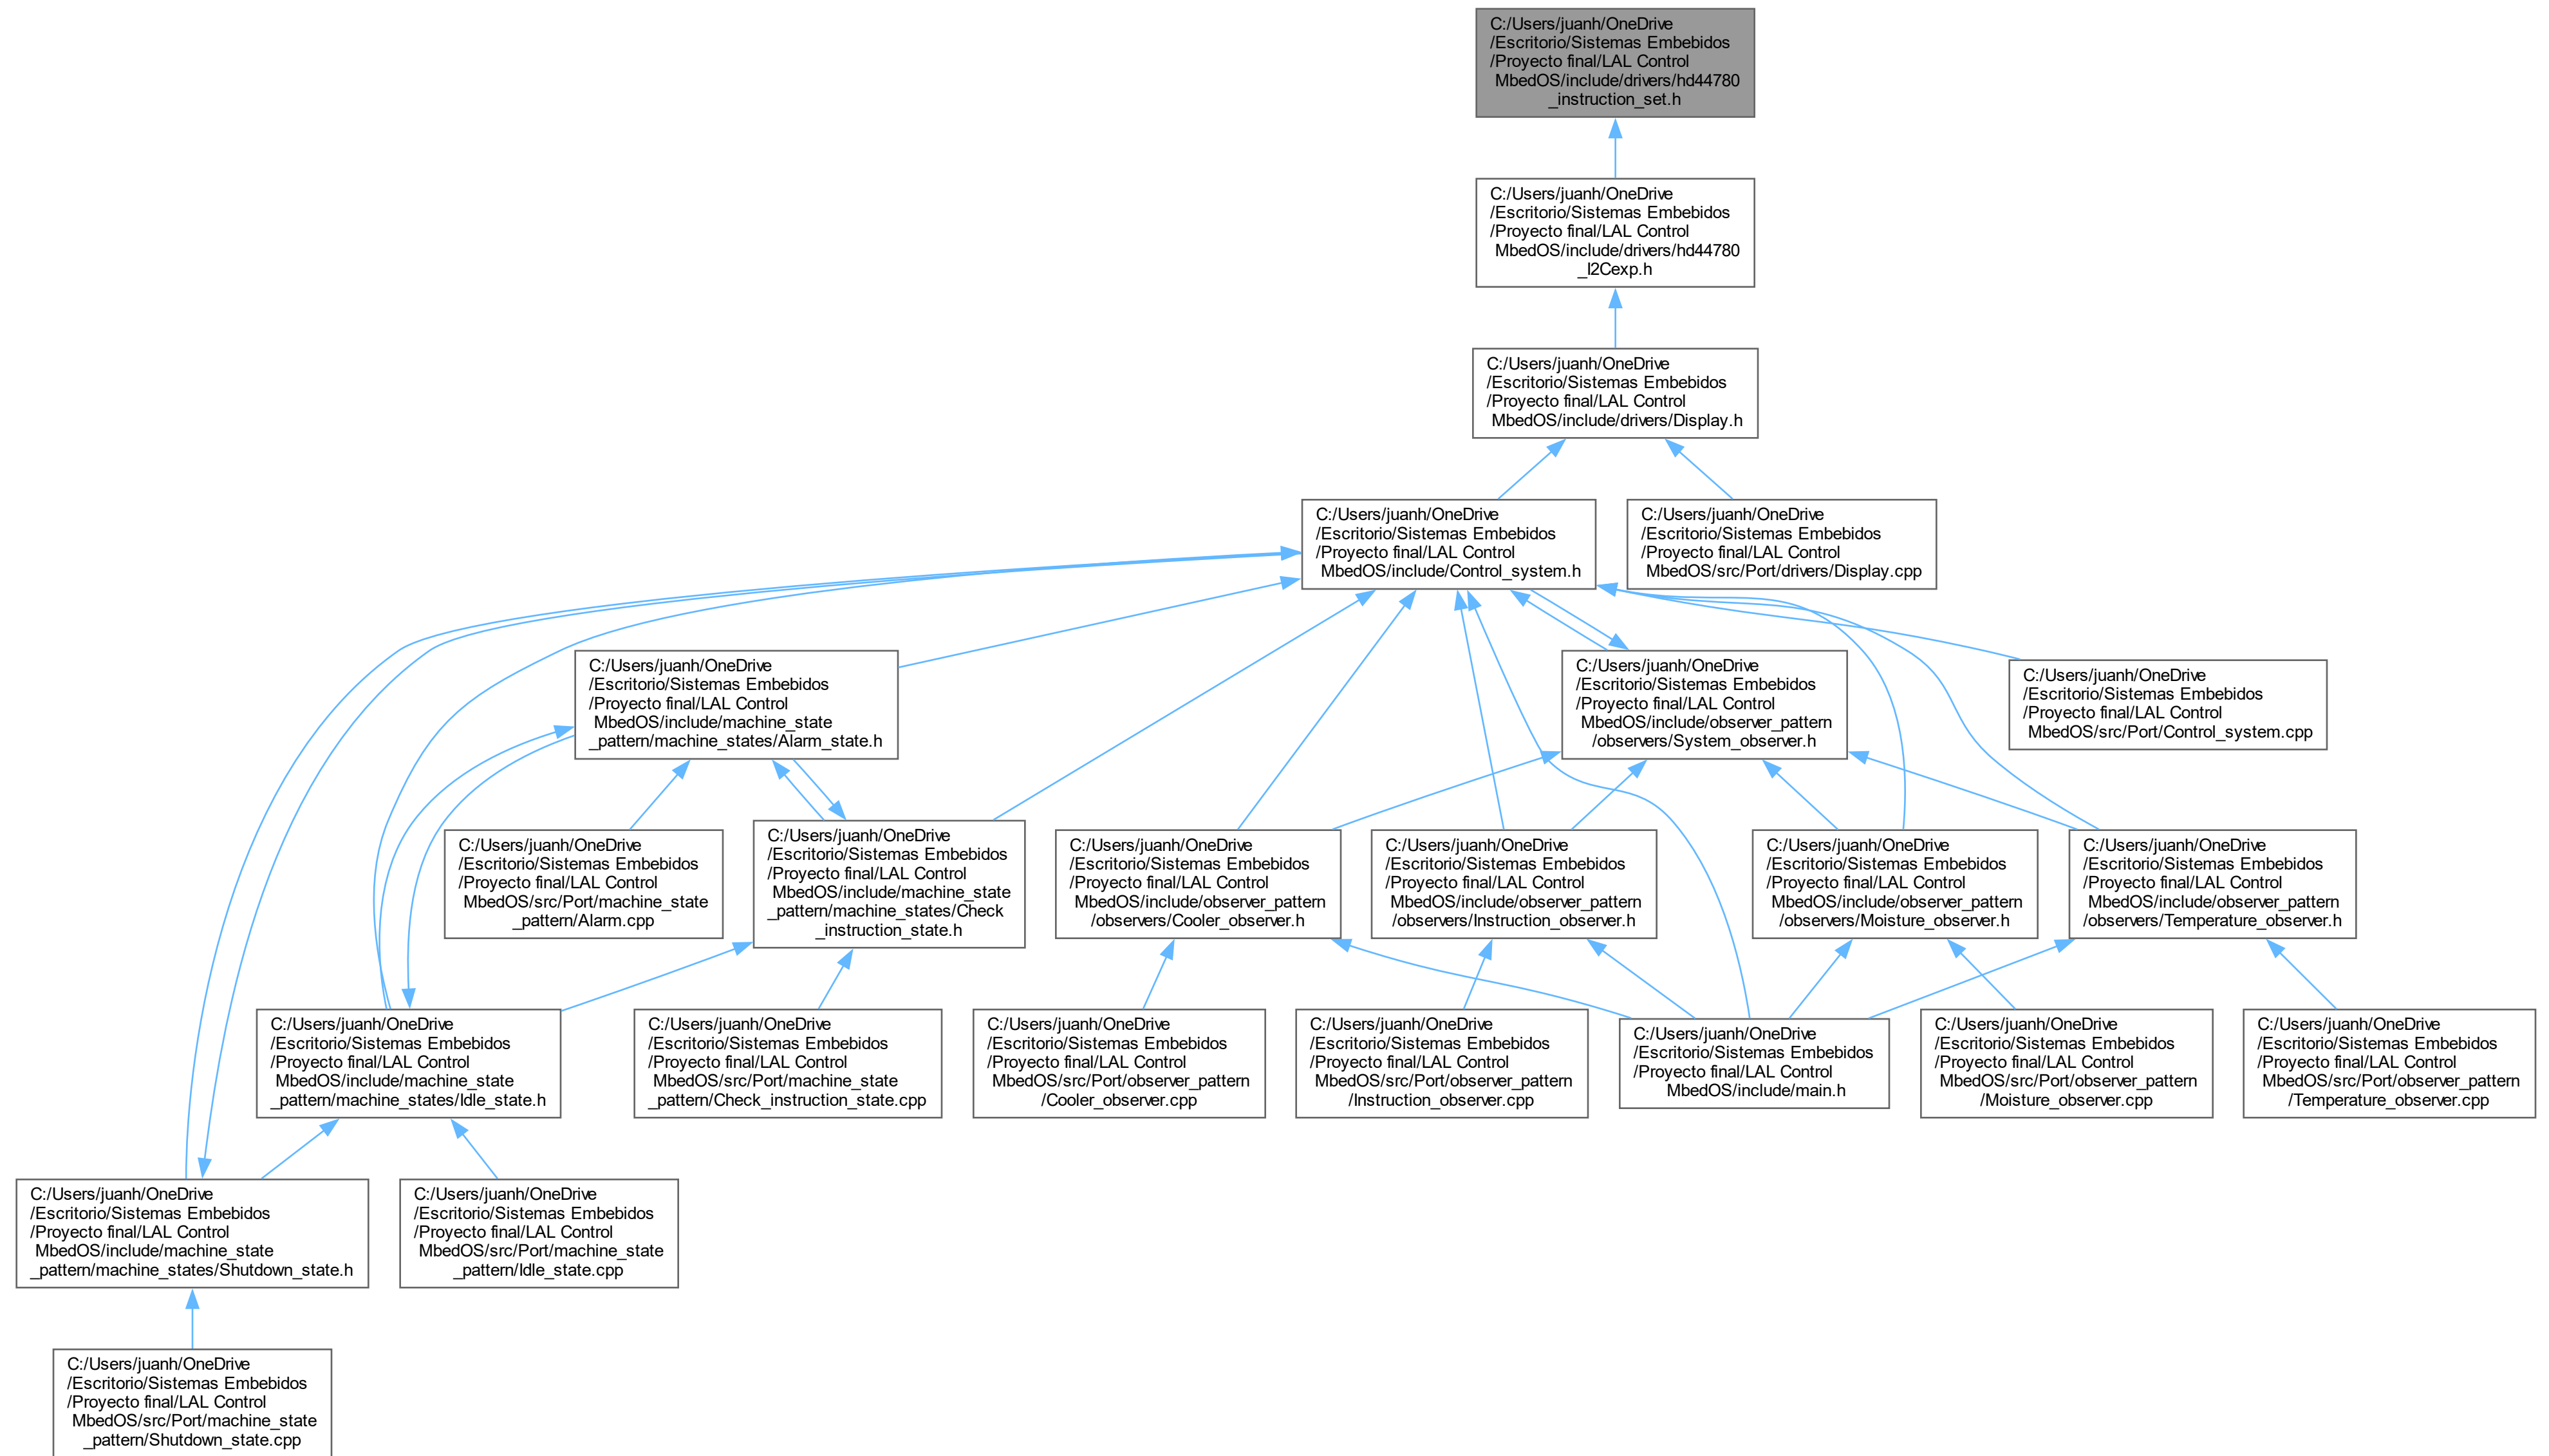 C:/Users/juanh/OneDrive
/Escritorio/Sistemas Embebidos
/Proyecto final/LAL Control
MbedOS/include/drivers/hd44780
_instruction_set.h
C:/Users/juanh/OneDrive
/Escritorio/Sistemas Embebidos
/Proyecto final/LAL Control
MbedOS/include/drivers/hd44780
_I2Cexp.h
C:/Users/juanh/OneDrive
/Escritorio/Sistemas Embebidos
/Proyecto final/LAL Control
MbedOS/include/drivers/Display.h
C:/Users/juanh/OneDrive
/Escritorio/Sistemas Embebidos
/Proyecto final/LAL Control
MbedOS/include/Control_system.h
C:/Users/juanh/OneDrive
/Escritorio/Sistemas Embebidos
/Proyecto final/LAL Control
MbedOS/src/Port/drivers/Display.cpp
C:/Users/juanh/OneDrive
/Escritorio/Sistemas Embebidos
/Proyecto final/LAL Control
MbedOS/include/machine_state
_pattern/machine_states/Alarm_state.h
C:/Users/juanh/OneDrive
/Escritorio/Sistemas Embebidos
/Proyecto final/LAL Control
MbedOS/include/observer_pattern
/observers/System_observer.h
C:/Users/juanh/OneDrive
/Escritorio/Sistemas Embebidos
/Proyecto final/LAL Control
MbedOS/src/Port/Control_system.cpp
C:/Users/juanh/OneDrive
/Escritorio/Sistemas Embebidos
/Proyecto final/LAL Control
MbedOS/src/Port/machine_state
_pattern/Alarm.cpp
C:/Users/juanh/OneDrive
/Escritorio/Sistemas Embebidos
/Proyecto final/LAL Control
MbedOS/include/machine_state
_pattern/machine_states/Check
_instruction_state.h
C:/Users/juanh/OneDrive
/Escritorio/Sistemas Embebidos
/Proyecto final/LAL Control
MbedOS/include/observer_pattern
/observers/Cooler_observer.h
C:/Users/juanh/OneDrive
/Escritorio/Sistemas Embebidos
/Proyecto final/LAL Control
MbedOS/include/observer_pattern
/observers/Instruction_observer.h
C:/Users/juanh/OneDrive
/Escritorio/Sistemas Embebidos
/Proyecto final/LAL Control
MbedOS/include/observer_pattern
/observers/Moisture_observer.h
C:/Users/juanh/OneDrive
/Escritorio/Sistemas Embebidos
/Proyecto final/LAL Control
MbedOS/include/observer_pattern
/observers/Temperature_observer.h
C:/Users/juanh/OneDrive
/Escritorio/Sistemas Embebidos
/Proyecto final/LAL Control
MbedOS/include/machine_state
_pattern/machine_states/Idle_state.h
C:/Users/juanh/OneDrive
/Escritorio/Sistemas Embebidos
/Proyecto final/LAL Control
MbedOS/src/Port/machine_state
_pattern/Check_instruction_state.cpp
C:/Users/juanh/OneDrive
/Escritorio/Sistemas Embebidos
/Proyecto final/LAL Control
MbedOS/src/Port/observer_pattern
/Cooler_observer.cpp
C:/Users/juanh/OneDrive
/Escritorio/Sistemas Embebidos
/Proyecto final/LAL Control
MbedOS/src/Port/observer_pattern
/Instruction_observer.cpp
C:/Users/juanh/OneDrive
/Escritorio/Sistemas Embebidos
/Proyecto final/LAL Control
MbedOS/include/main.h
C:/Users/juanh/OneDrive
/Escritorio/Sistemas Embebidos
/Proyecto final/LAL Control
MbedOS/src/Port/observer_pattern
/Moisture_observer.cpp
C:/Users/juanh/OneDrive
/Escritorio/Sistemas Embebidos
/Proyecto final/LAL Control
MbedOS/src/Port/observer_pattern
/Temperature_observer.cpp
C:/Users/juanh/OneDrive
/Escritorio/Sistemas Embebidos
/Proyecto final/LAL Control
MbedOS/include/machine_state
_pattern/machine_states/Shutdown_state.h
C:/Users/juanh/OneDrive
/Escritorio/Sistemas Embebidos
/Proyecto final/LAL Control
MbedOS/src/Port/machine_state
_pattern/Idle_state.cpp
C:/Users/juanh/OneDrive
/Escritorio/Sistemas Embebidos
/Proyecto final/LAL Control
MbedOS/src/Port/machine_state
_pattern/Shutdown_state.cpp